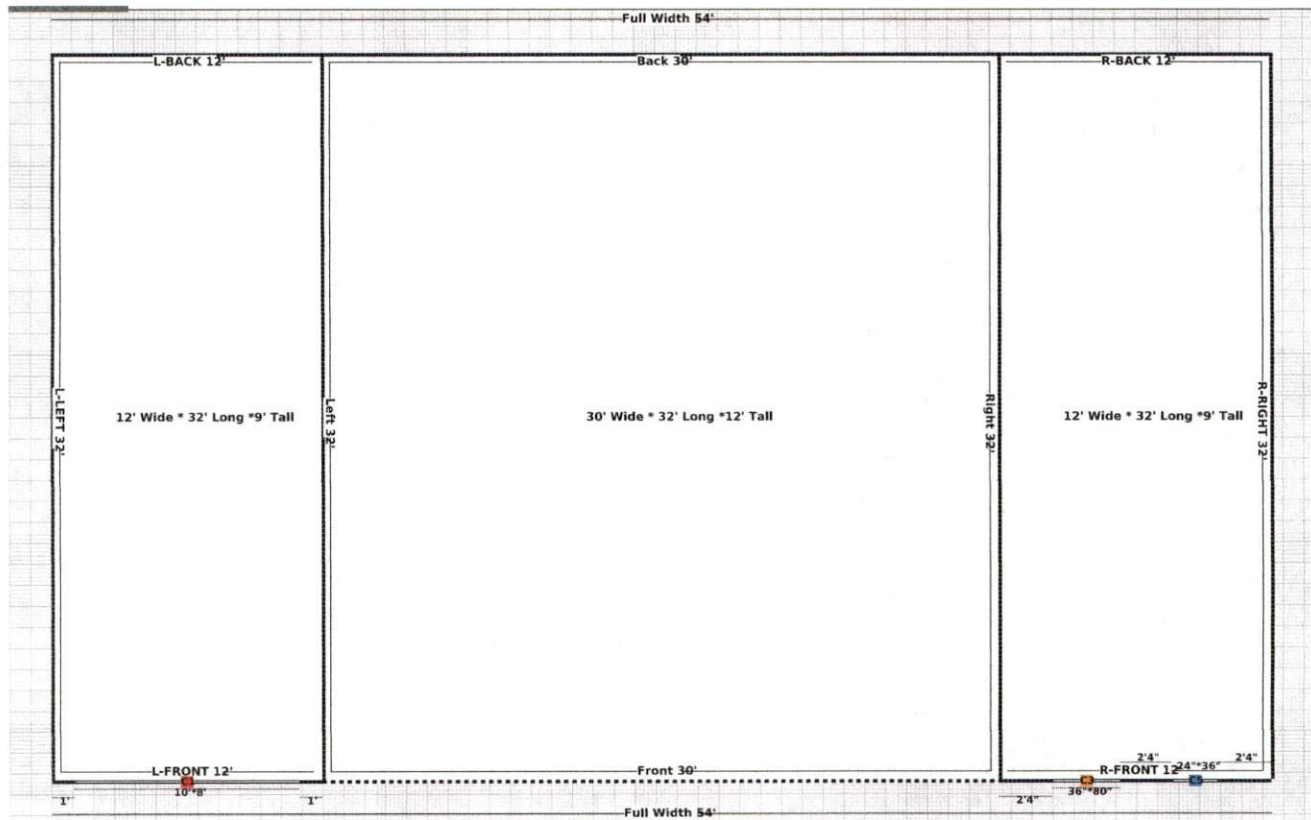 Full Width 54'
L-BACK 12'
Back 30'
R-BACK 12'
L-LEFT 32'
12' Wide * 32' Long *9' Tall
Left 32'
30' Wide * 32' Long *12' Tall
Right 32'
12' Wide * 32' Long *9' Tall
R-RIGHT 32'
2'4"
2'4"
L-FRONT 12'
Front 30'
R-FRONT 12'
24"*36"
10'*8'
36"*80"
1'
1'
2'4"
Full Width 54'